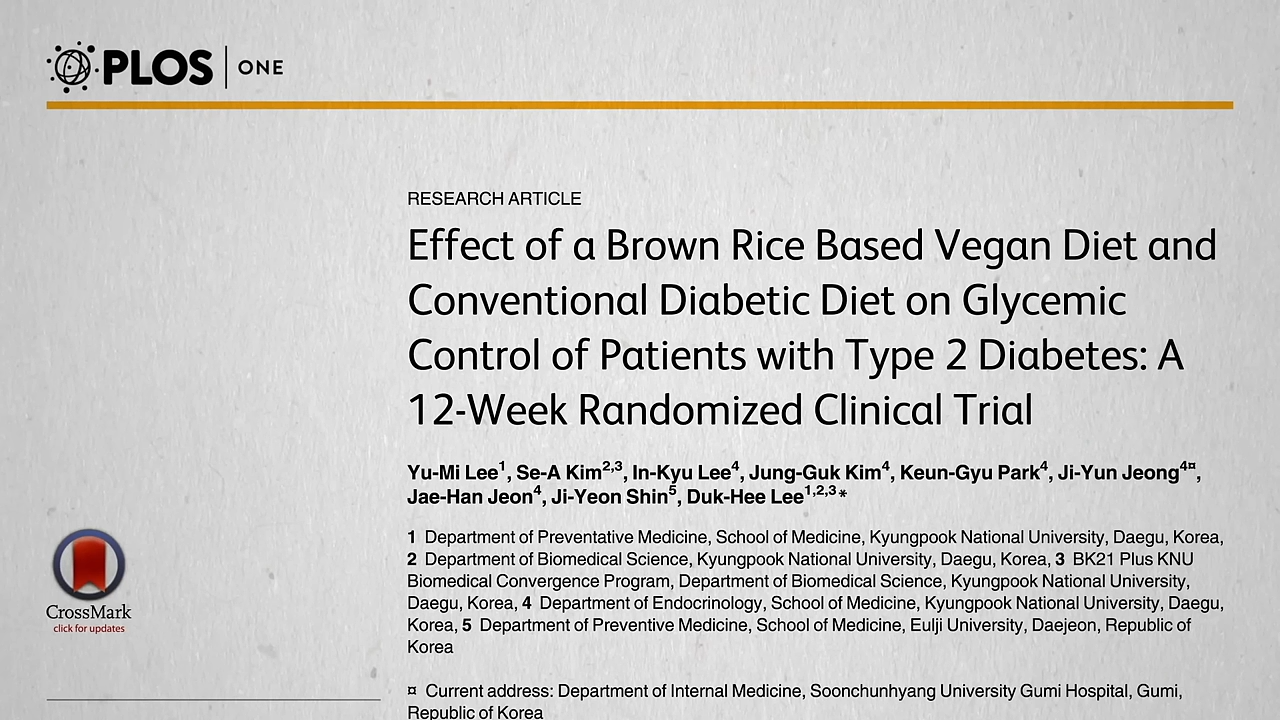 PLOS ONE
RESEARCH ARTICLE
Effect of a Brown Rice Based Vegan Diet and
Conventional Diabetic Diet on Glycemic
Control of Patients with Type 2 Diabetes: A
12-Week Randomized Clinical Trial
Yu-Mi Lee1, Se-A Kim2,3, In-Kyu Lee4, Jung-Guk Kim4, Keun-Gyu Park4, Ji-Yun Jeong4¤,
Jae-Han Jeon4, Ji-Yeon Shin5, Duk-Hee Lee1,2,3*
1 Department of Preventative Medicine, School of Medicine, Kyungpook National University, Daegu, Korea,
2 Department of Biomedical Science, Kyungpook National University, Daegu, Korea, 3 BK21 Plus KNU
Biomedical Convergence Program, Department of Biomedical Science, Kyungpook National University,
Daegu, Korea, 4 Department of Endocrinology, School of Medicine, Kyungpook National University, Daegu,
Korea, 5 Department of Preventive Medicine, School of Medicine, Eulji University, Daejeon, Republic of
Korea
CrossMark
click for updates
¤ Current address: Department of Internal Medicine, Soonchunhyang University Gumi Hospital, Gumi,
Republic of Korea